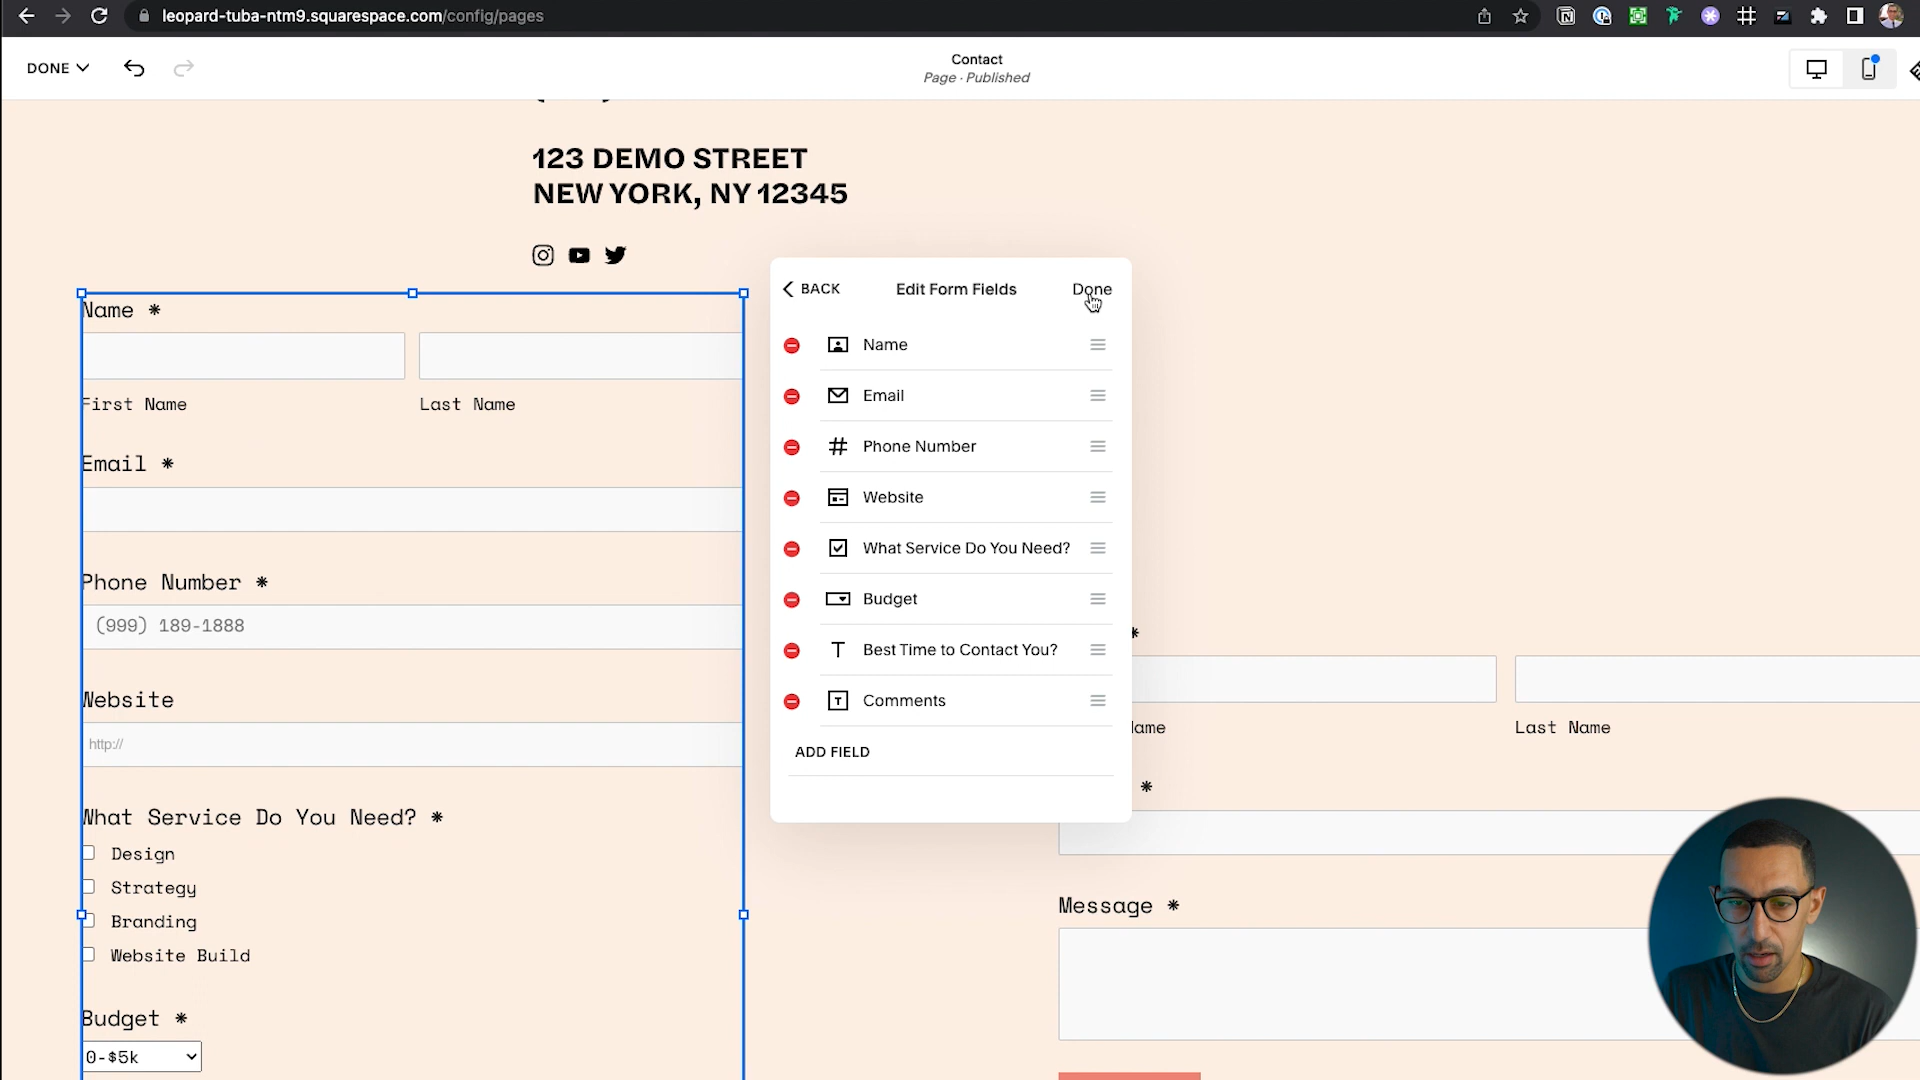 leopard-tuba-ntm9.squarespace.com/config/pages
DONE
Contact
Page · Published
123 DEMO STREET
NEW YORK, NY 12345
Name *
First Name
Last Name
Email *
Phone Number *
(999) 189-1888
Website
http://
What Service Do You Need? *
Design
Strategy
Branding
Website Build
Budget *
0-$5k
BACK
Edit Form Fields
Done
Name
Email
Phone Number
Website
What Service Do You Need?
Budget
Best Time to Contact You?
Comments
ADD FIELD
*
Last Name
*
Message *